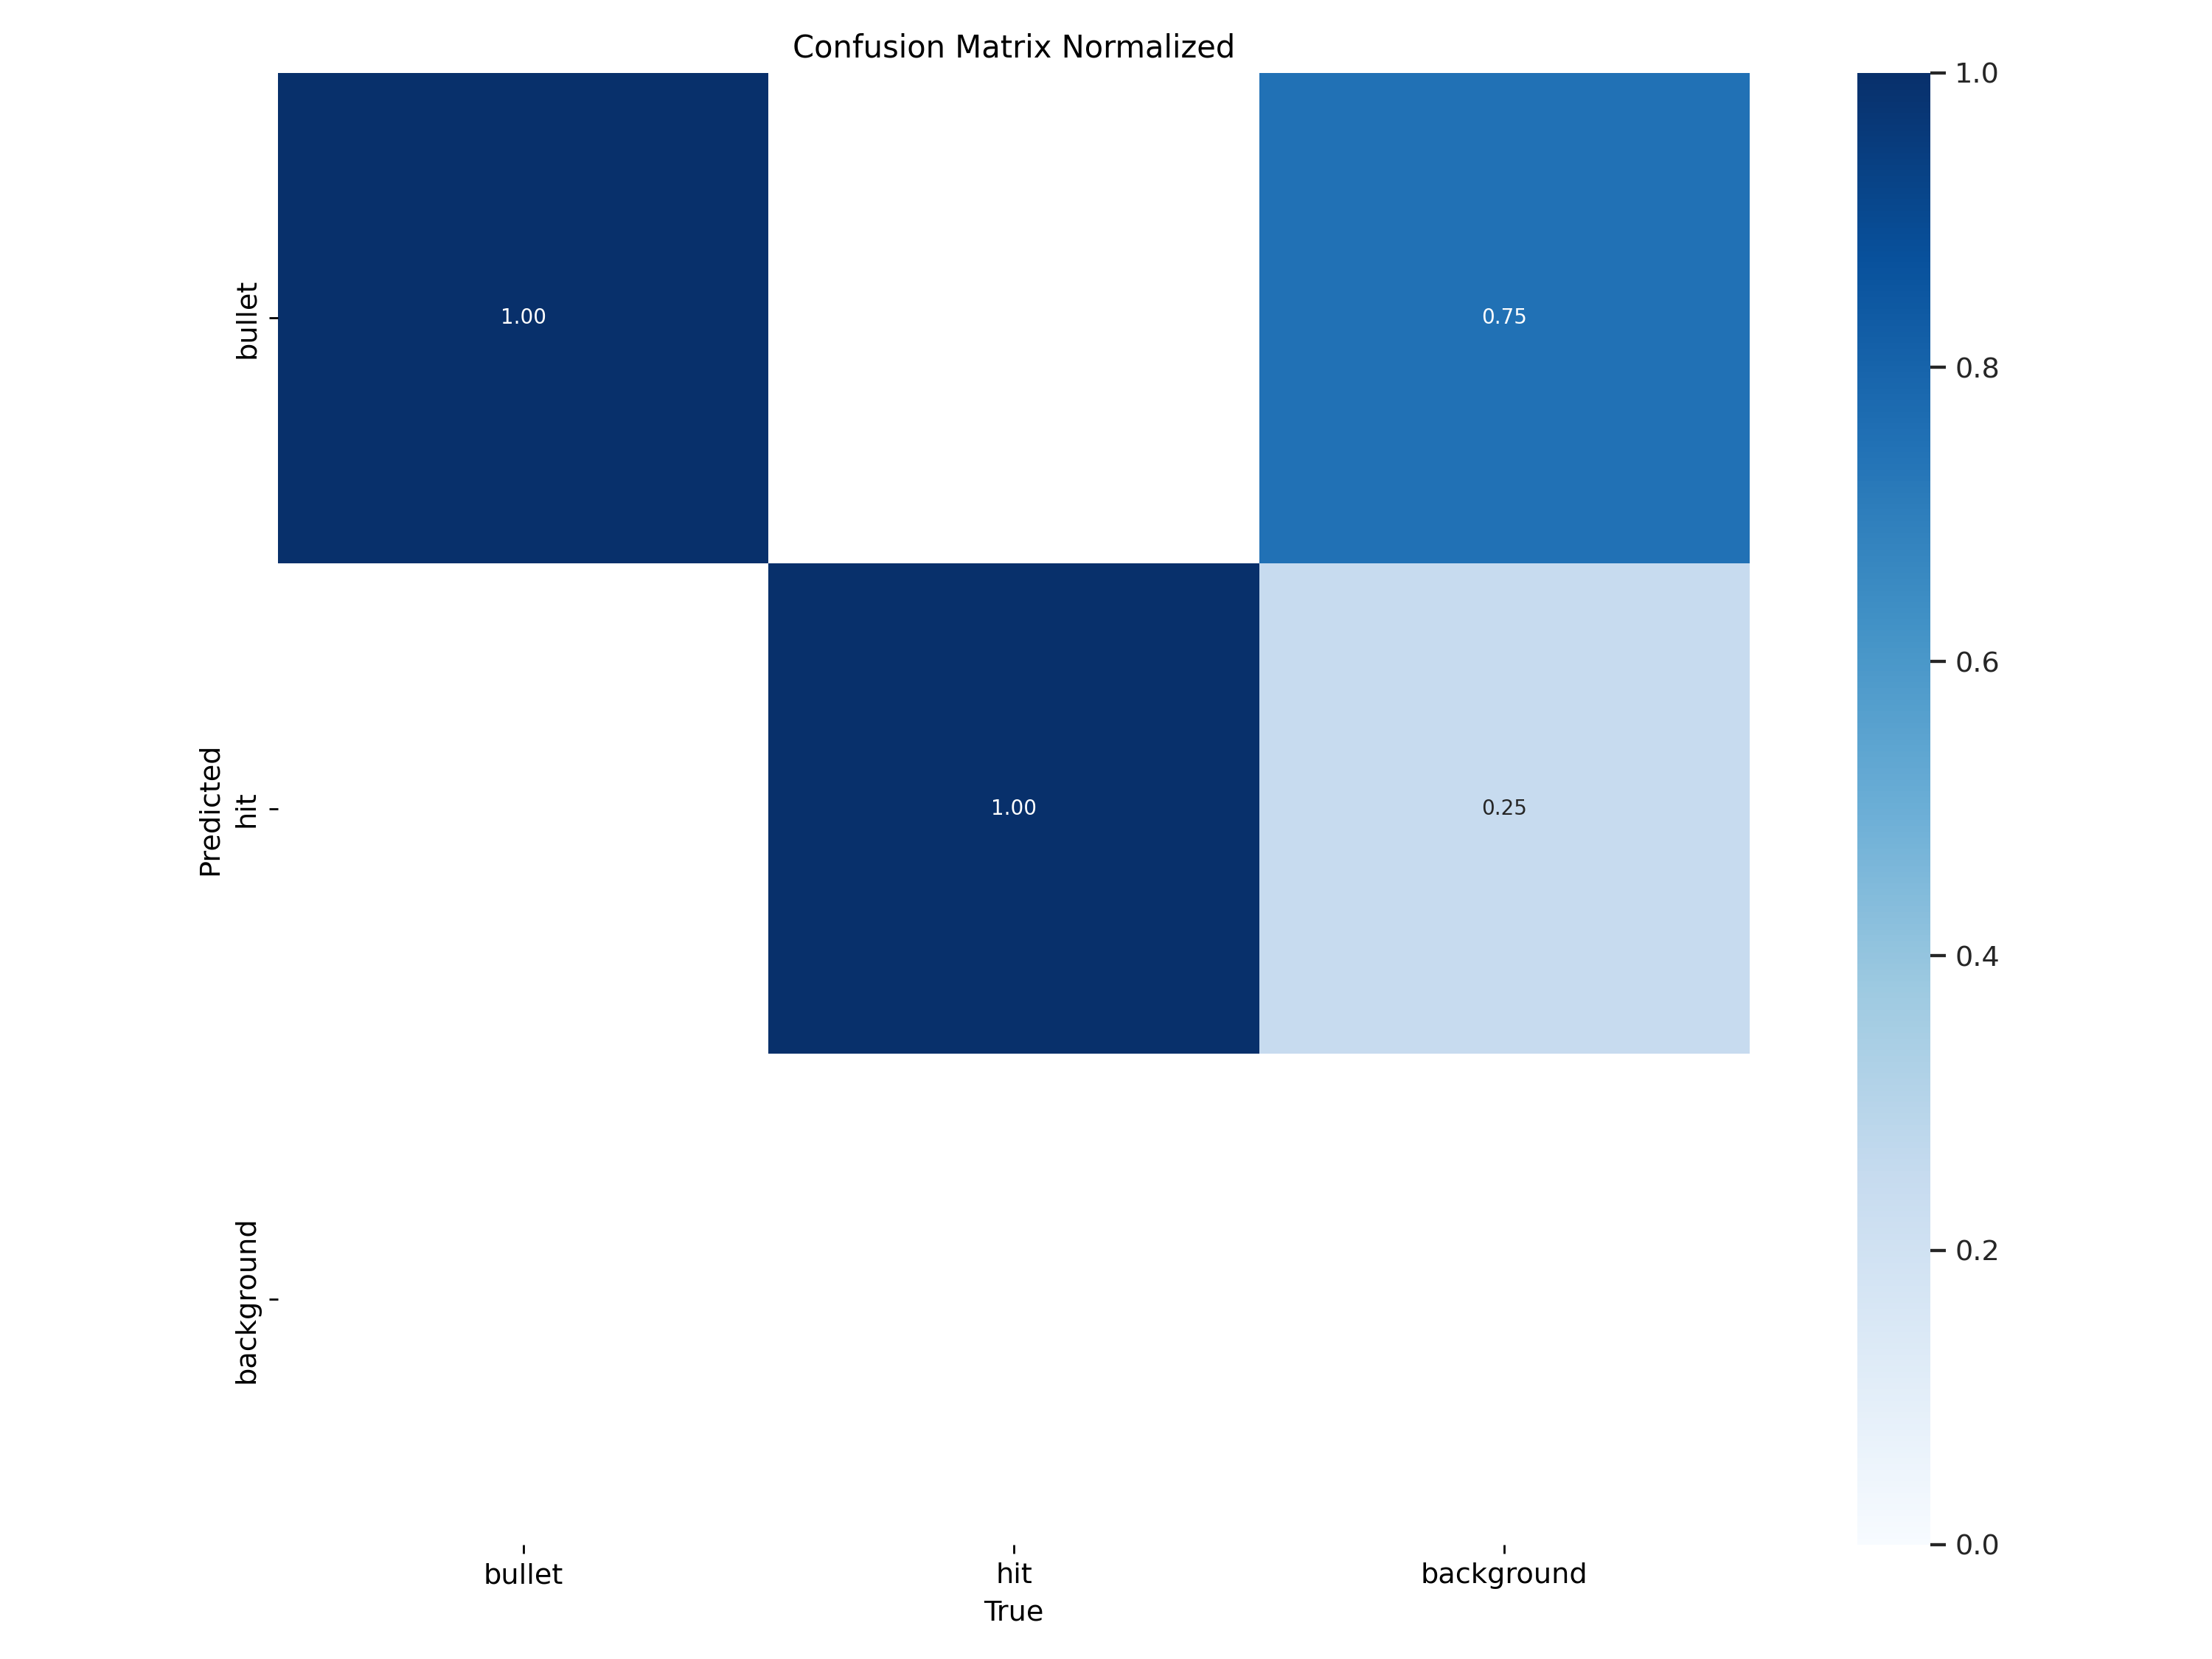 Confusion Matrix Normalized
1.00
0.75
1.00
0.25
bullet
hit
background
Predicted
bullet
hit
background
True
1.0
0.8
0.6
0.4
0.2
0.0